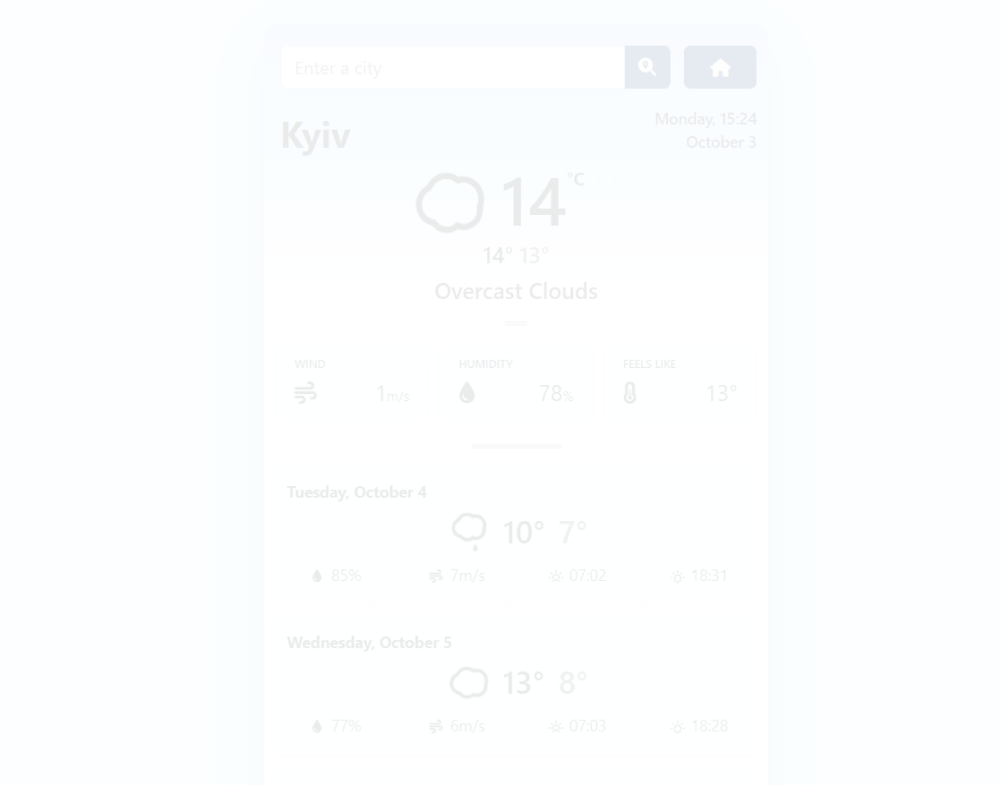 Enter a city
Kyiv
Monday, 15:24
October 3
14 °C
14° 13°
Overcast Clouds
WIND HUMIDITY FEELS LIKE
1m/s 78% 13°
Tuesday, October 4
10° 7°
85% 7m/s 07:02 18:31
Wednesday, October 5
13° 8°
77% 6m/s 07:03 18:28